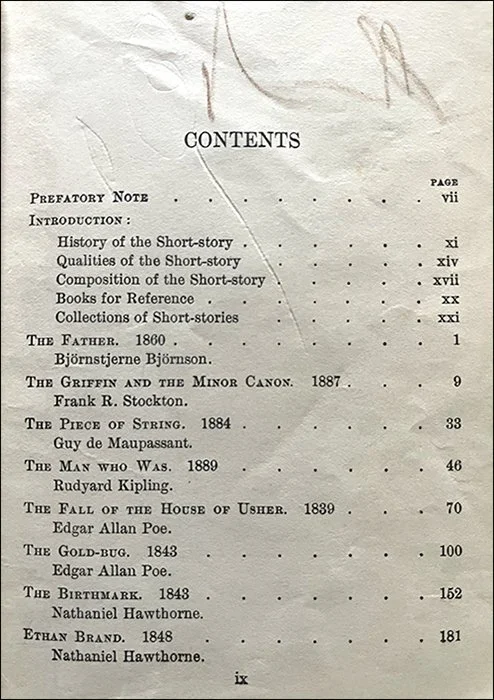 CONTENTS
PAGE
PREFATORY NOTE . . . . . . . . vii
INTRODUCTION:
History of the Short-story . . . . . . xi
Qualities of the Short-story . . . . . xiv
Composition of the Short-story . . . . . xvii
Books for Reference . . . . . . . xx
Collections of Short-stories . . . . . xxi
THE FATHER. 1860 . . . . . . . 1
Björnstjerne Björnson.
THE GRIFFIN AND THE MINOR CANON. 1887 . . . 9
Frank R. Stockton.
THE PIECE OF STRING. 1884 . . . . . . 33
Guy de Maupassant.
THE MAN WHO WAS. 1889 . . . . . . 46
Rudyard Kipling.
THE FALL OF THE HOUSE OF USHER. 1839 . . . 70
Edgar Allan Poe.
THE GOLD-BUG. 1843 . . . . . . 100
Edgar Allan Poe.
THE BIRTHMARK. 1843 . . . . . . 152
Nathaniel Hawthorne.
ETHAN BRAND. 1848 . . . . . . 181
Nathaniel Hawthorne.
ix